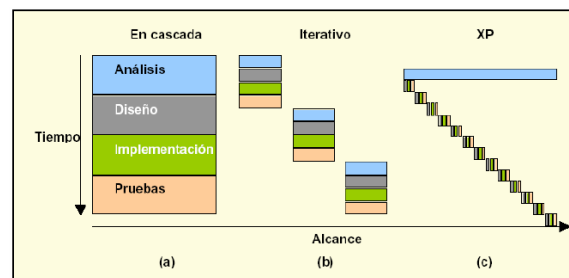 En cascada
Iterativo
XP
Análisis
Diseño
Tiempo
Implementación
Pruebas
Alcance
(a)
(b)
(c)